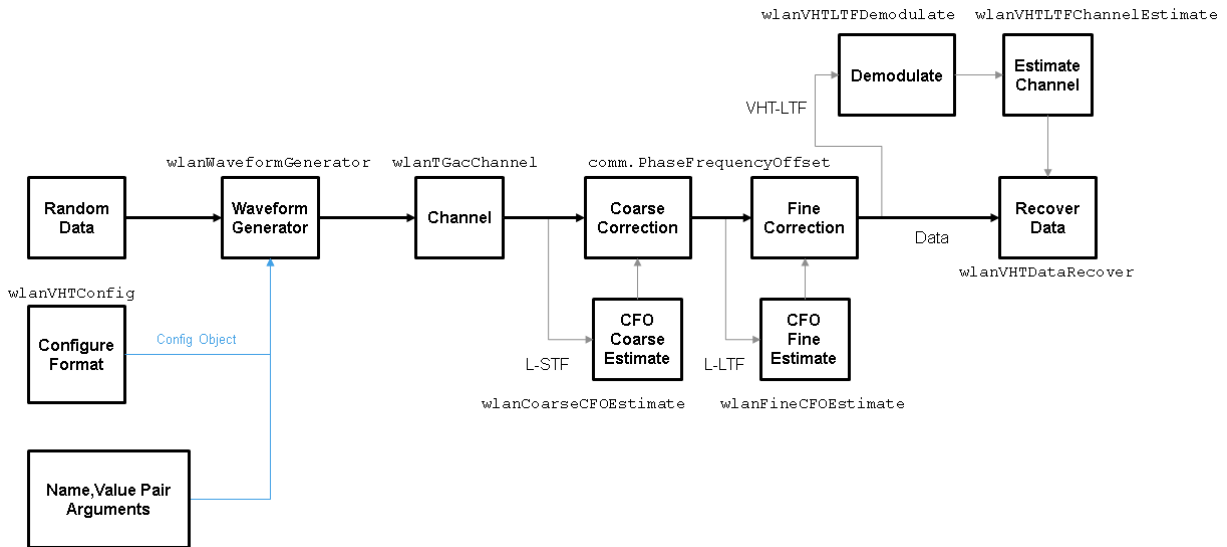 wlanVHTLTFDemodulate
wlanVHTLTFChannelEstimate
Demodulate
Estimate
Channel
VHT-LTF
wlanWaveformGenerator
wlanTGacChannel
comm.PhaseFrequencyOffset
Random
Data
Waveform
Generator
Channel
Coarse
Correction
Fine
Correction
Data
Recover
Data
wlanVHTDataRecover
wlanVHTConfig
Configure
Format
Config Object
L-STF
CFO
Coarse
Estimate
L-LTF
CFO
Fine
Estimate
wlanCoarseCFOEstimate
wlanFineCFOEstimate
Name,Value Pair
Arguments